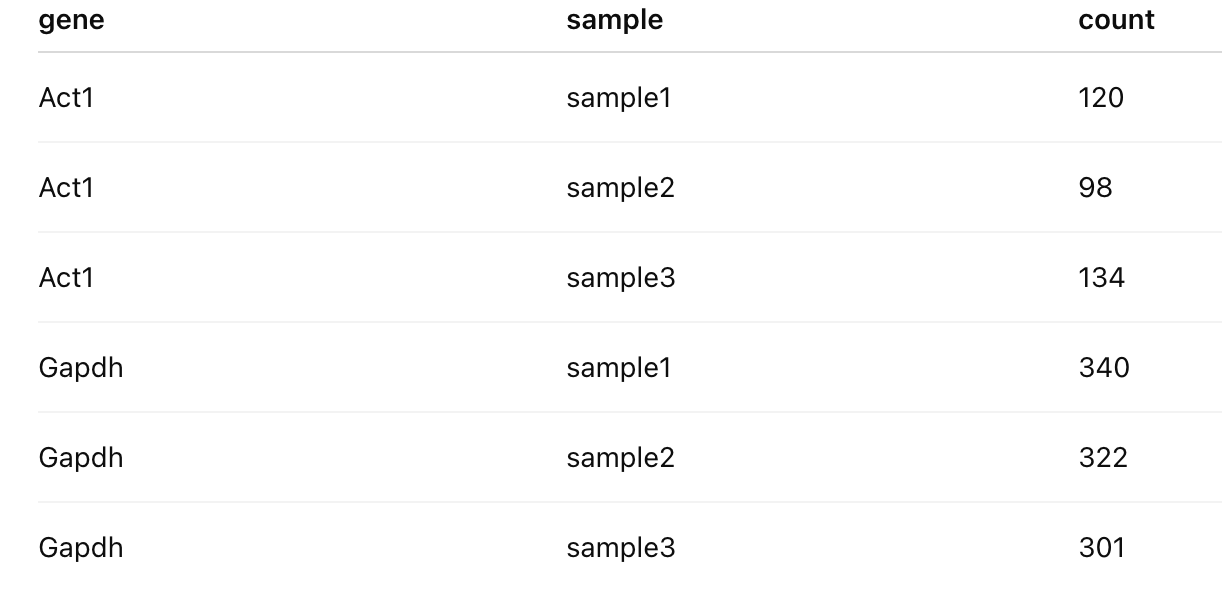 gene sample count
Act1 sample1 120
Act1 sample2 98
Act1 sample3 134
Gapdh sample1 340
Gapdh sample2 322
Gapdh sample3 301